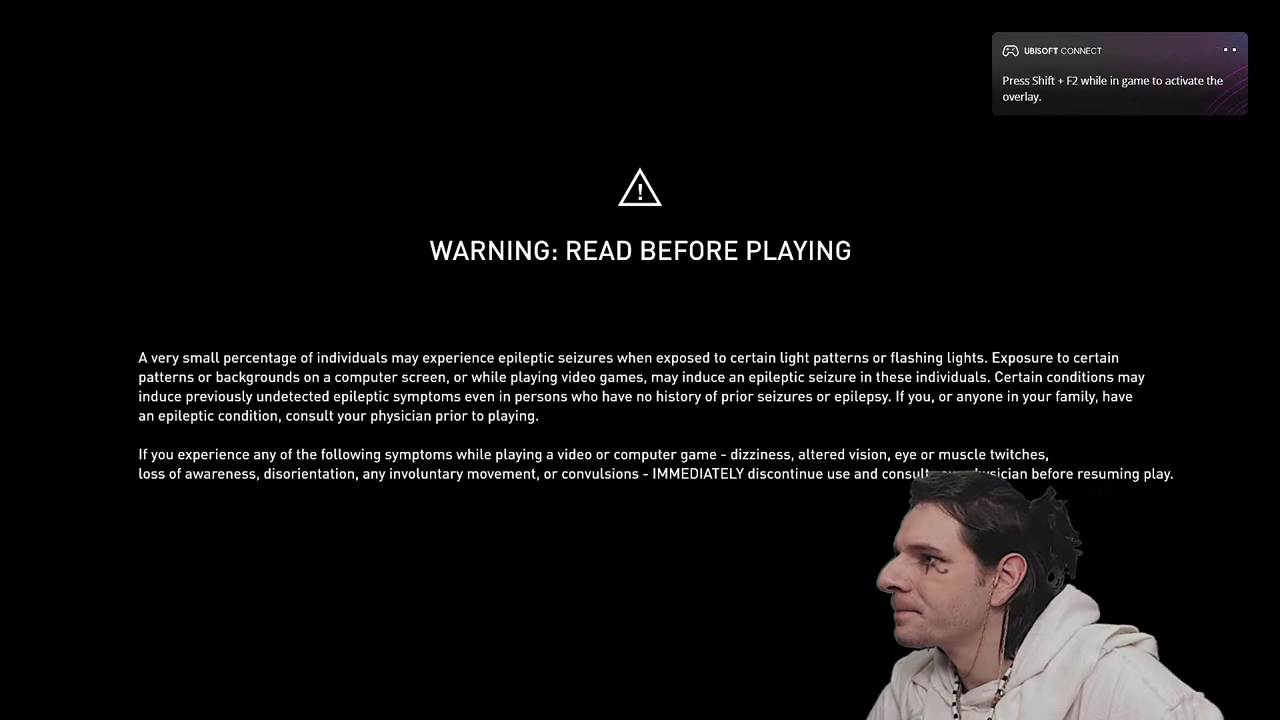 UBISOFT CONNECT
Press Shift + F2 while in game to activate the
overlay.
WARNING: READ BEFORE PLAYING
A very small percentage of individuals may experience epileptic seizures when exposed to certain light patterns or flashing lights. Exposure to certain
patterns or backgrounds on a computer screen, or while playing video games, may induce an epileptic seizure in these individuals. Certain conditions may
induce previously undetected epileptic symptoms even in persons who have no history of prior seizures or epilepsy. If you, or anyone in your family, have
an epileptic condition, consult your physician prior to playing.
If you experience any of the following symptoms while playing a video or computer game - dizziness, altered vision, eye or muscle twitches,
loss of awareness, disorientation, any involuntary movement, or convulsions - IMMEDIATELY discontinue use and consult before resuming play.